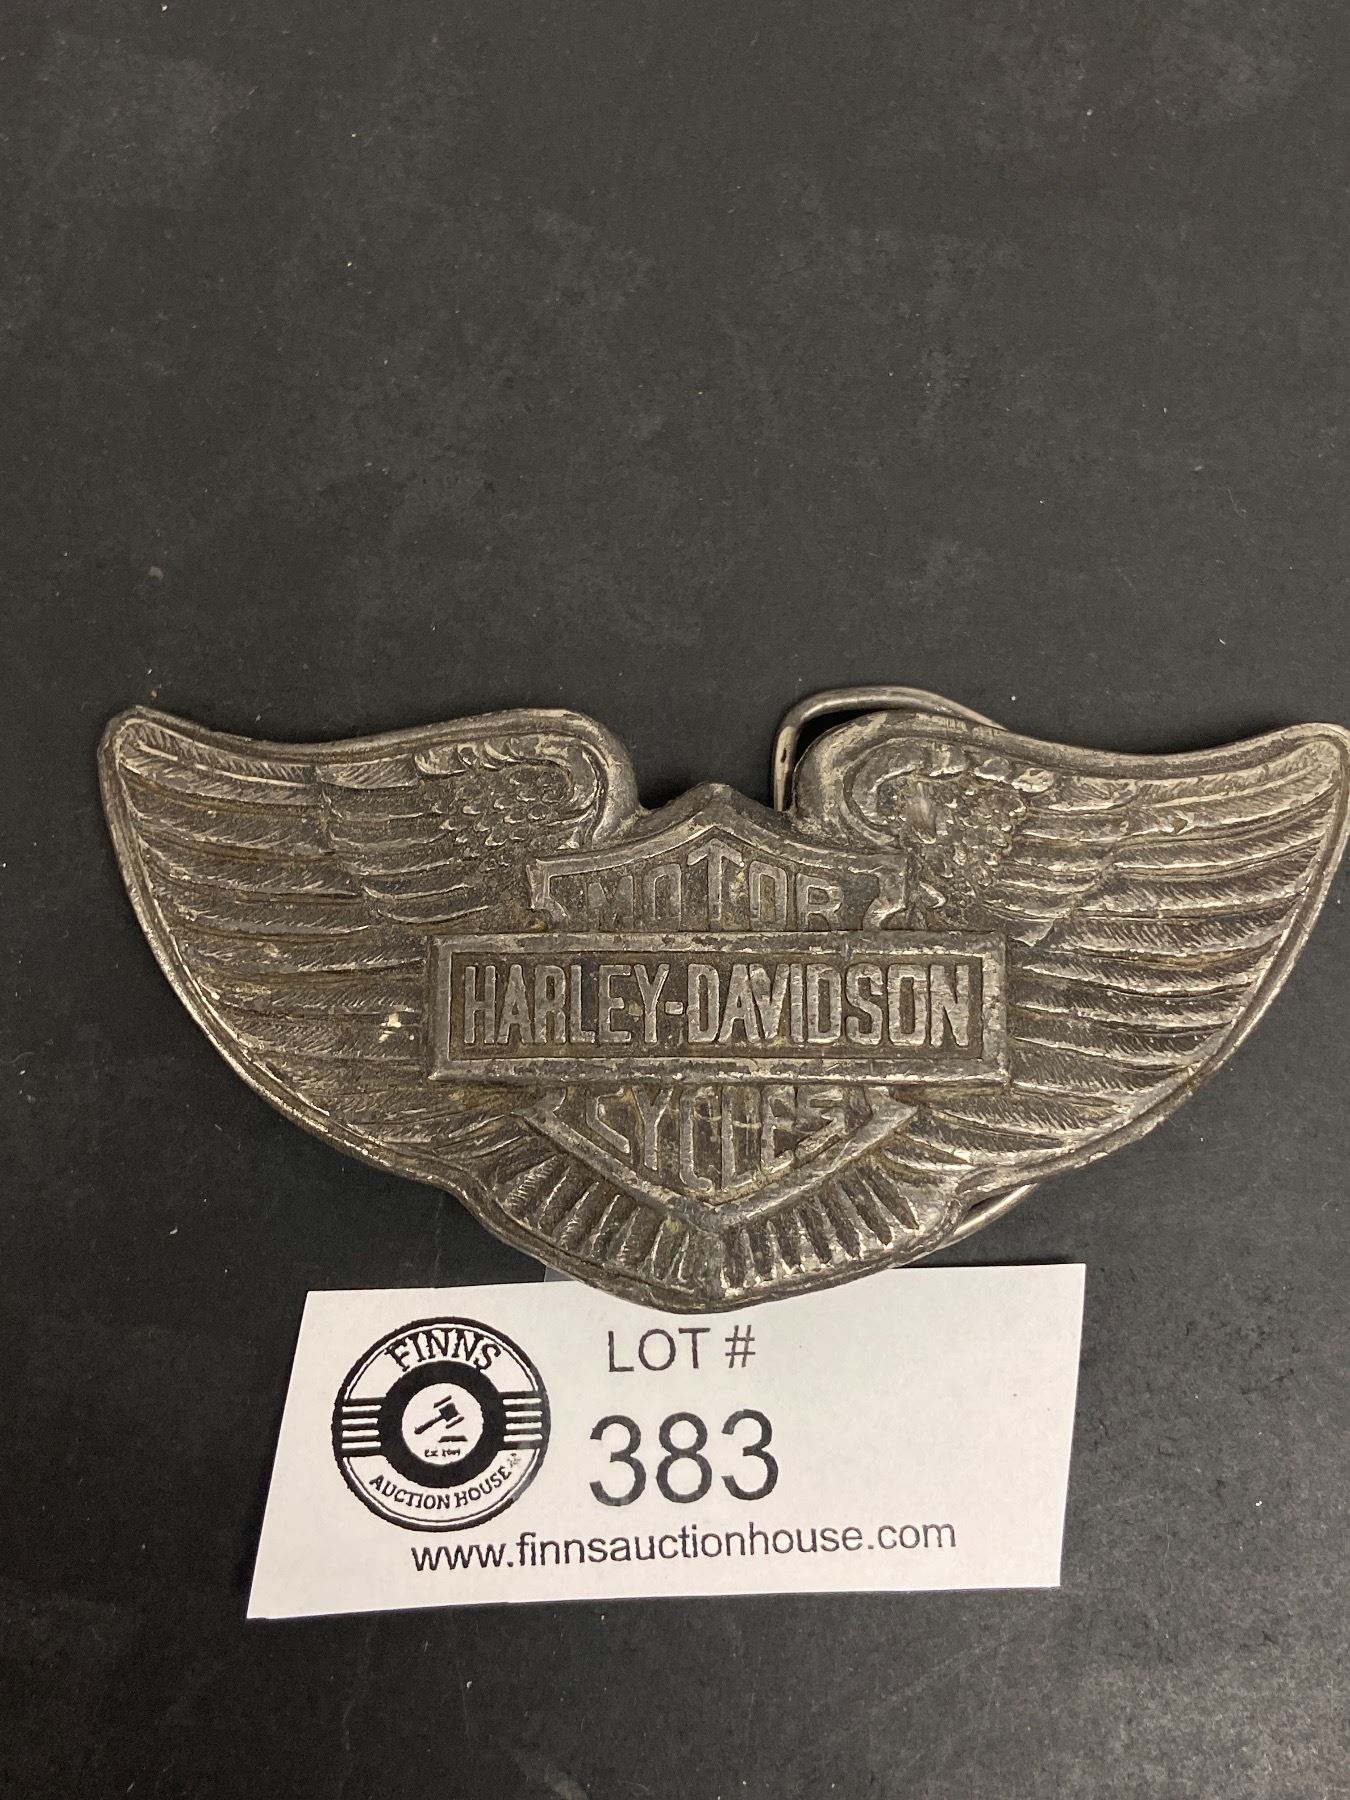 MOTOR
HARLEY-DAVIDSON
CYCLES
FINNS
AUCTION HOUSE
LOT #
383
www.finnsauctionhouse.com